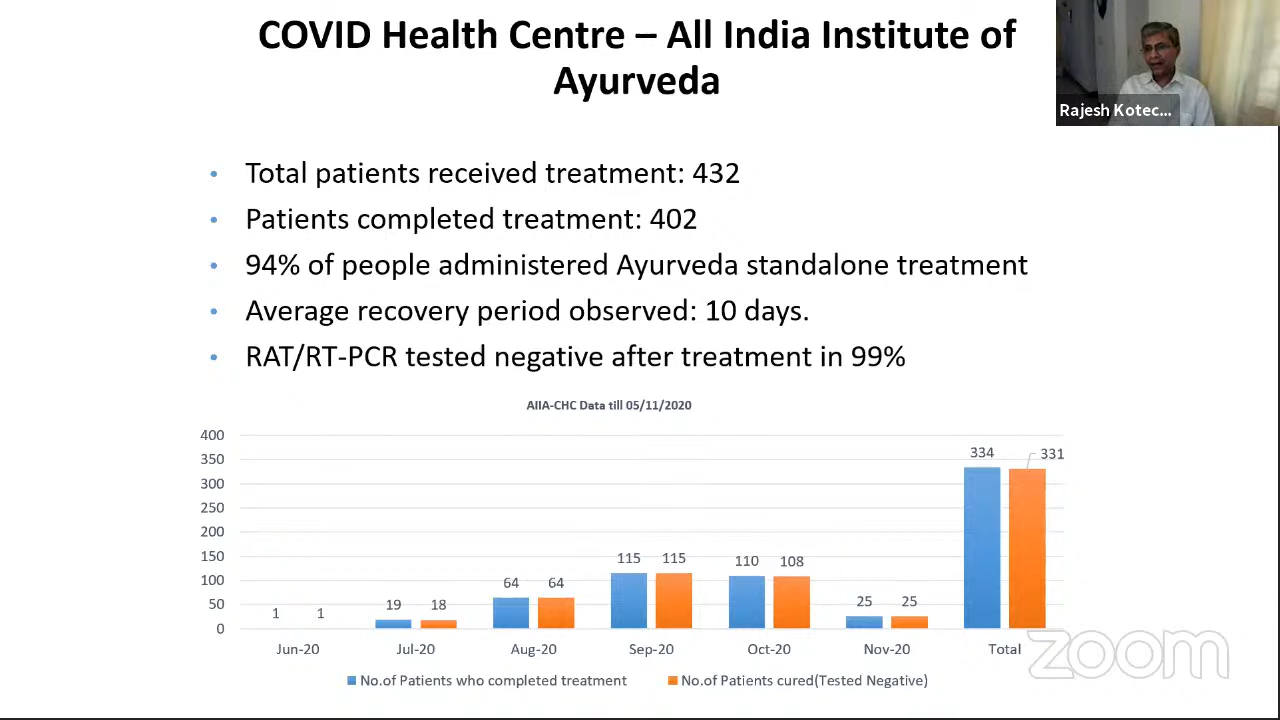 COVID Health Centre – All India Institute of
Ayurveda
Rajesh Kotec...
• Total patients received treatment: 432
• Patients completed treatment: 402
• 94% of people administered Ayurveda standalone treatment
• Average recovery period observed: 10 days.
• RAT/RT-PCR tested negative after treatment in 99%
AIIA-CHC Data till 05/11/2020
400
350
300
250
200
150
100
50
0
1 1
19 18
64 64
115 115
110 108
25 25
334 331
Jun-20 Jul-20 Aug-20 Sep-20 Oct-20 Nov-20 Total
No.of Patients who completed treatment No.of Patients cured(Tested Negative)
zoom